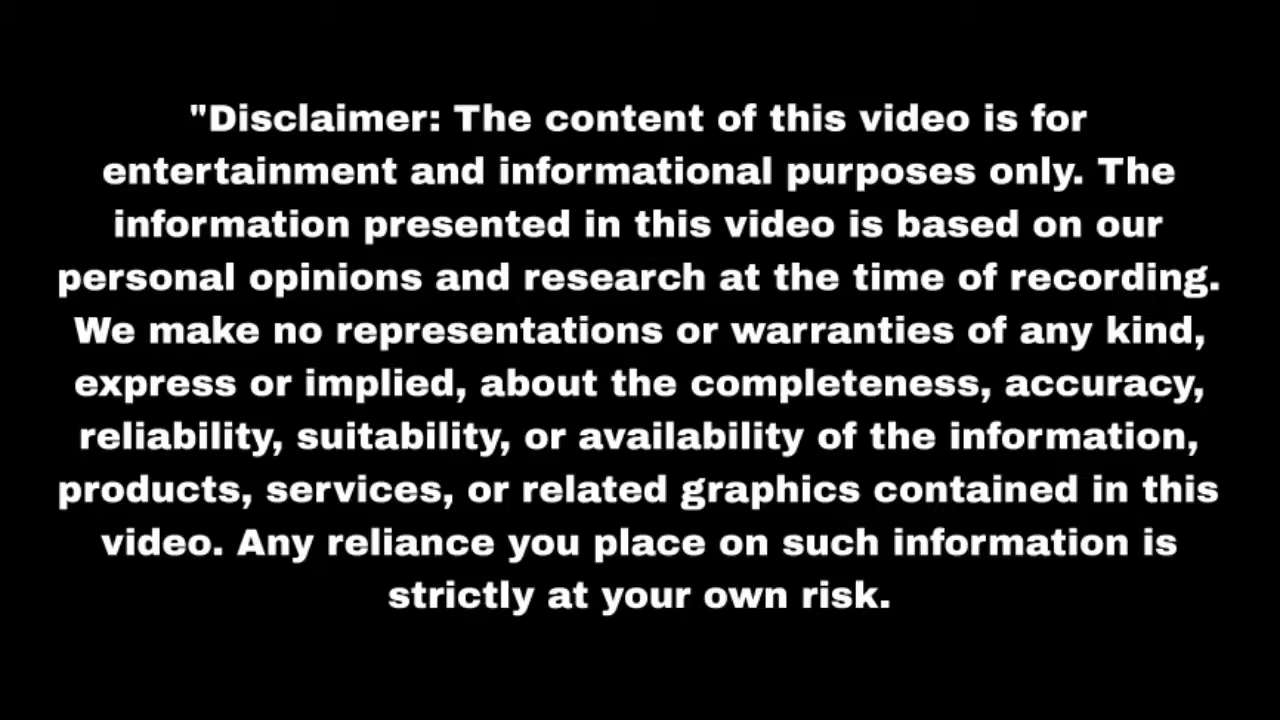 "Disclaimer: The content of this video is for
entertainment and informational purposes only. The
information presented in this video is based on our
personal opinions and research at the time of recording.
We make no representations or warranties of any kind,
express or implied, about the completeness, accuracy,
reliability, suitability, or availability of the information,
products, services, or related graphics contained in this
video. Any reliance you place on such information is
strictly at your own risk.